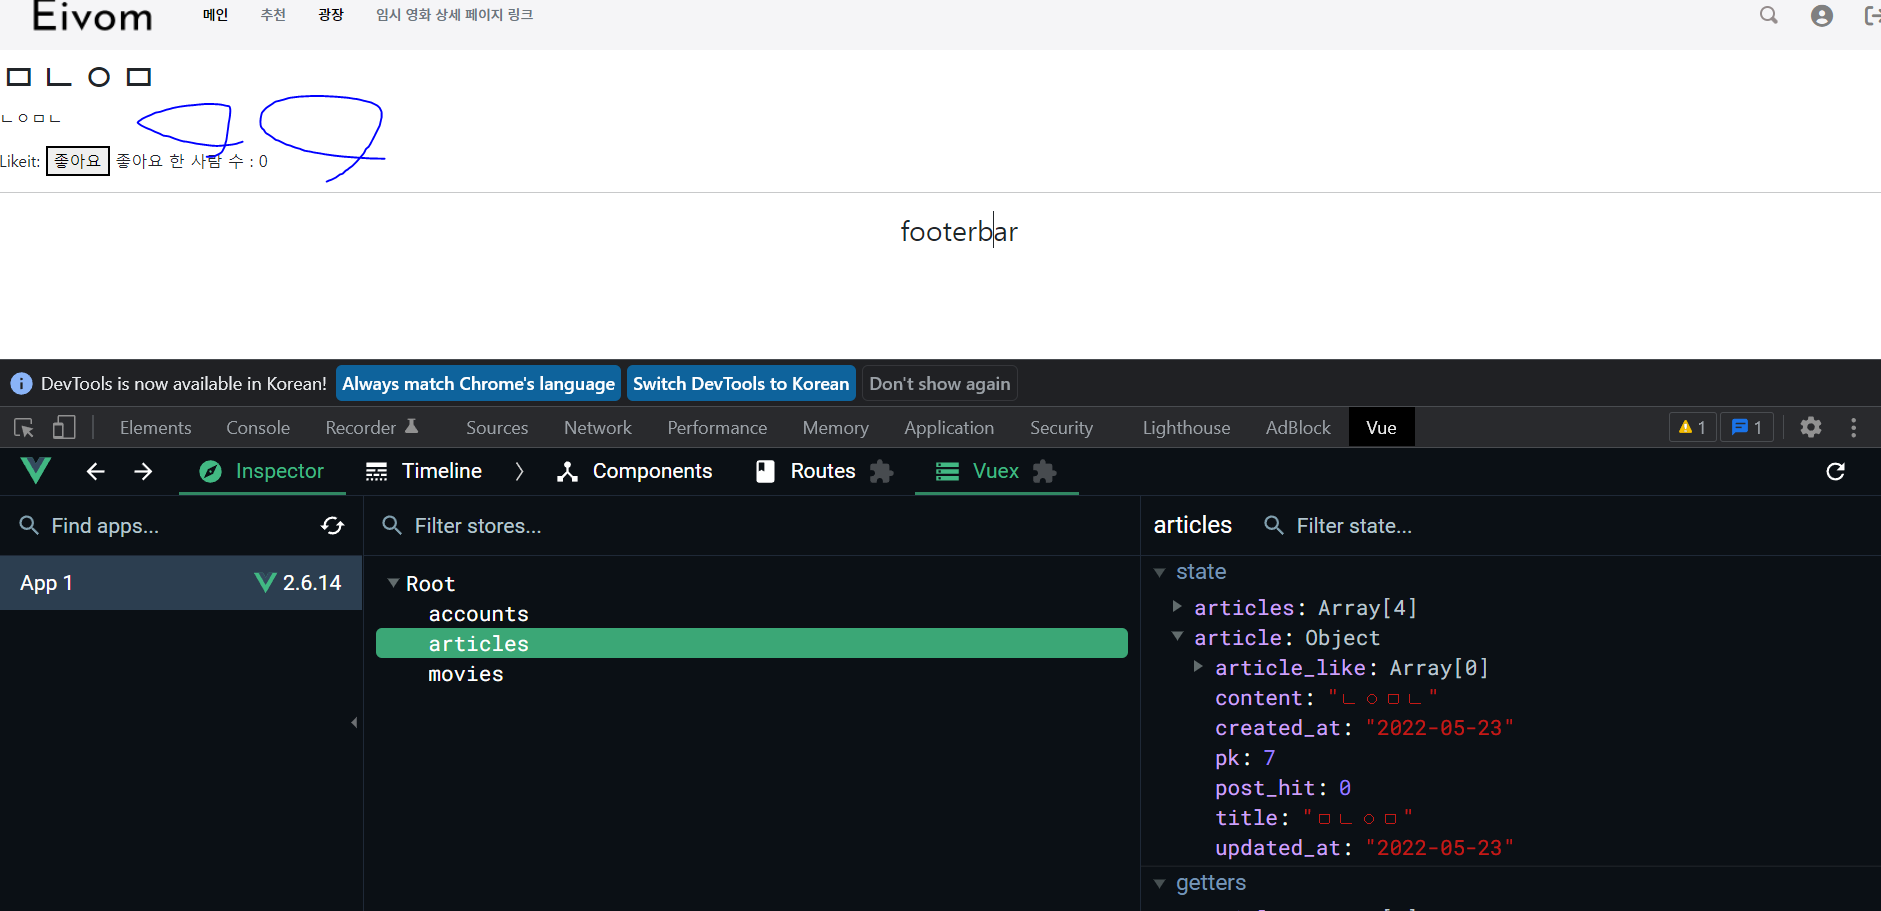 Eivom 메인 추천 광장 임시 영화 상세 페이지 링크
ㅁㄴㅇㅁ
ㄴㅇㅁㄴ
Likeit: 좋아요 좋아요 한 사람 수 : 0
footerbar
DevTools is now available in Korean! Always match Chrome's language Switch DevTools to Korean Don't show again
Elements Console Recorder Sources Network Performance Memory Application Security Lighthouse AdBlock Vue 1 1
Inspector Timeline Components Routes Vuex
Find apps... Filter stores... articles Filter state...
App 1 2.6.14
Root
accounts
articles
movies
state
articles: Array[4]
article: Object
article_like: Array[0]
content: "ㄴㅇㅁㄴ"
created_at: "2022-05-23"
pk: 7
post_hit: 0
title: "ㅁㄴㅇㅁ"
updated_at: "2022-05-23"
getters